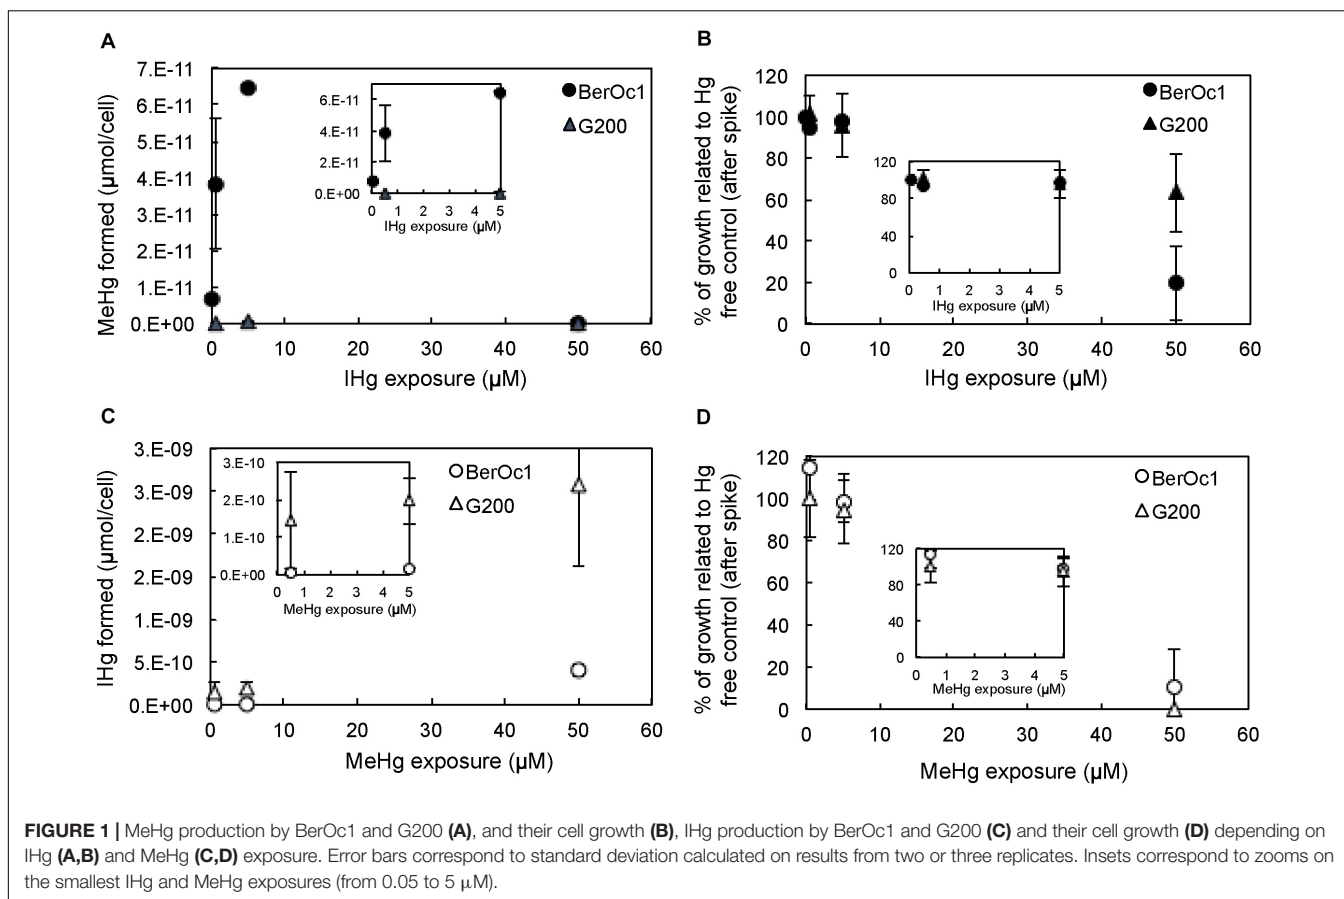 A
MeHg formed (µmol/cell)
7.E-11
6.E-11
5.E-11
4.E-11
3.E-11
2.E-11
1.E-11
0.E+00
0 10 20 30 40 50 60
IHg exposure (µM)
BerOc1
G200
6.E-11
4.E-11
2.E-11
0.E+00
0 1 2 3 4 5
IHg exposure (µM)
B
% of growth related to Hg
free control (after spike)
120
100
80
60
40
20
0
0 10 20 30 40 50 60
IHg exposure (µM)
BerOc1
G200
120
80
40
0
0 1 2 3 4 5
IHg exposure (µM)
C
IHg formed (µmol/cell)
3.E-09
3.E-09
2.E-09
2.E-09
1.E-09
5.E-10
0.E+00
0 10 20 30 40 50 60
MeHg exposure (µM)
BerOc1
G200
3.E-10
2.E-10
1.E-10
0.E+00
0 1 2 3 4 5
MeHg exposure (µM)
D
% of growth related to Hg
free control (after spike)
120
100
80
60
40
20
0
0 10 20 30 40 50 60
MeHg exposure (µM)
BerOc1
G200
120
80
40
0
0 1 2 3 4 5
MeHg exposure (µM)
FIGURE 1 | MeHg production by BerOc1 and G200 (A), and their cell growth (B), IHg production by BerOc1 and G200 (C) and their cell growth (D) depending on
IHg (A,B) and MeHg (C,D) exposure. Error bars correspond to standard deviation calculated on results from two or three replicates. Insets correspond to zooms on
the smallest IHg and MeHg exposures (from 0.05 to 5 µM).